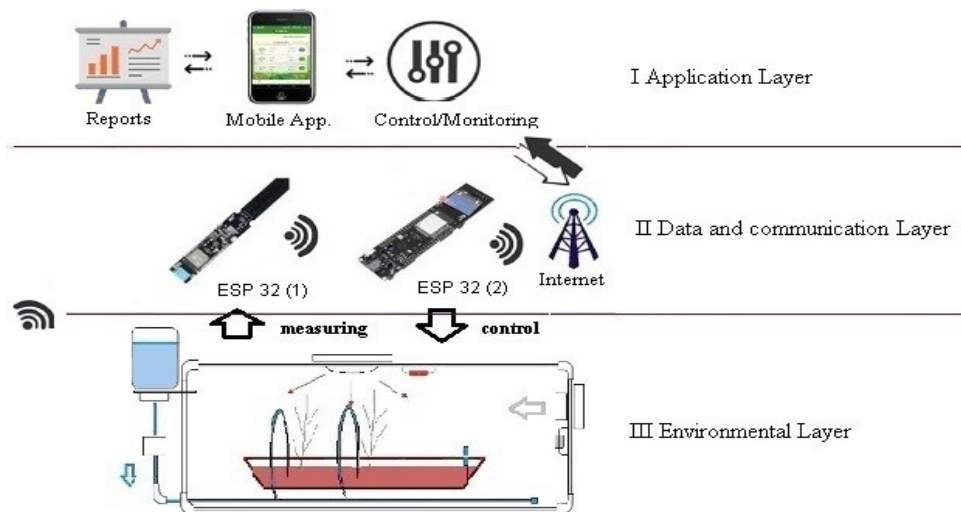 I Application Layer
Reports
Mobile App.
Control/Monitoring
II Data and communication Layer
ESP 32 (1)
ESP 32 (2)
Internet
measuring
control
III Environmental Layer